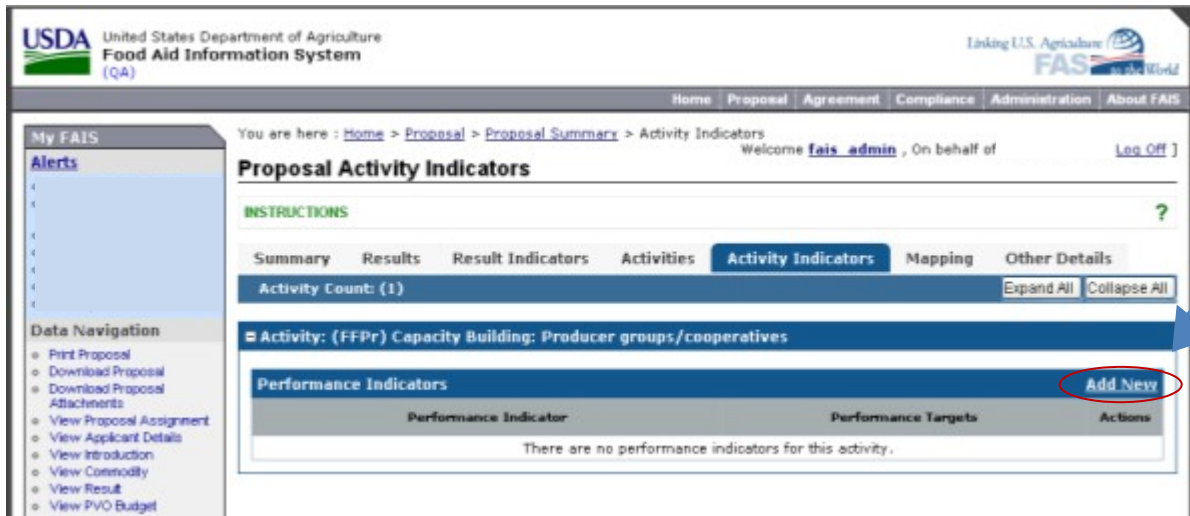 USDA United States Department of Agriculture
Food Aid Information System
(QA)
Linking U.S. Agriculture
FAS to the World
Home Proposal Agreement Compliance Administration About FAIS
My FAIS
Alerts
You are here : Home > Proposal > Proposal Summary > Activity Indicators
Welcome fais_admin , On behalf of Log Off ]
Proposal Activity Indicators
INSTRUCTIONS ?
Summary Results Result Indicators Activities Activity Indicators Mapping Other Details
Activity Count: (1) Expand All Collapse All
Activity: (FFPr) Capacity Building: Producer groups/cooperatives
Performance Indicators Add New
Performance Indicator Performance Targets Actions
There are no performance indicators for this activity.
Data Navigation
Print Proposal
Download Proposal
Download Proposal
Attachments
View Proposal Assignment
View Applicant Details
View Introduction
View Commodity
View Result
View PVO Budget